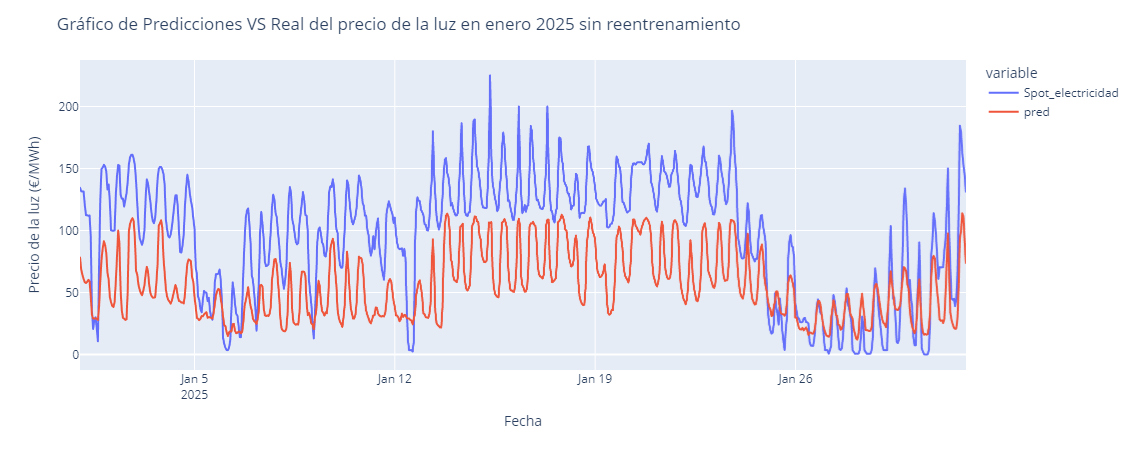 Gráfico de Predicciones VS Real del precio de la luz en enero 2025 sin reentrenamiento
variable
Spot_electricidad
pred
Precio de la luz (€/MWh)
200
150
100
50
0
Jan 5
2025
Jan 12
Jan 19
Jan 26
Fecha